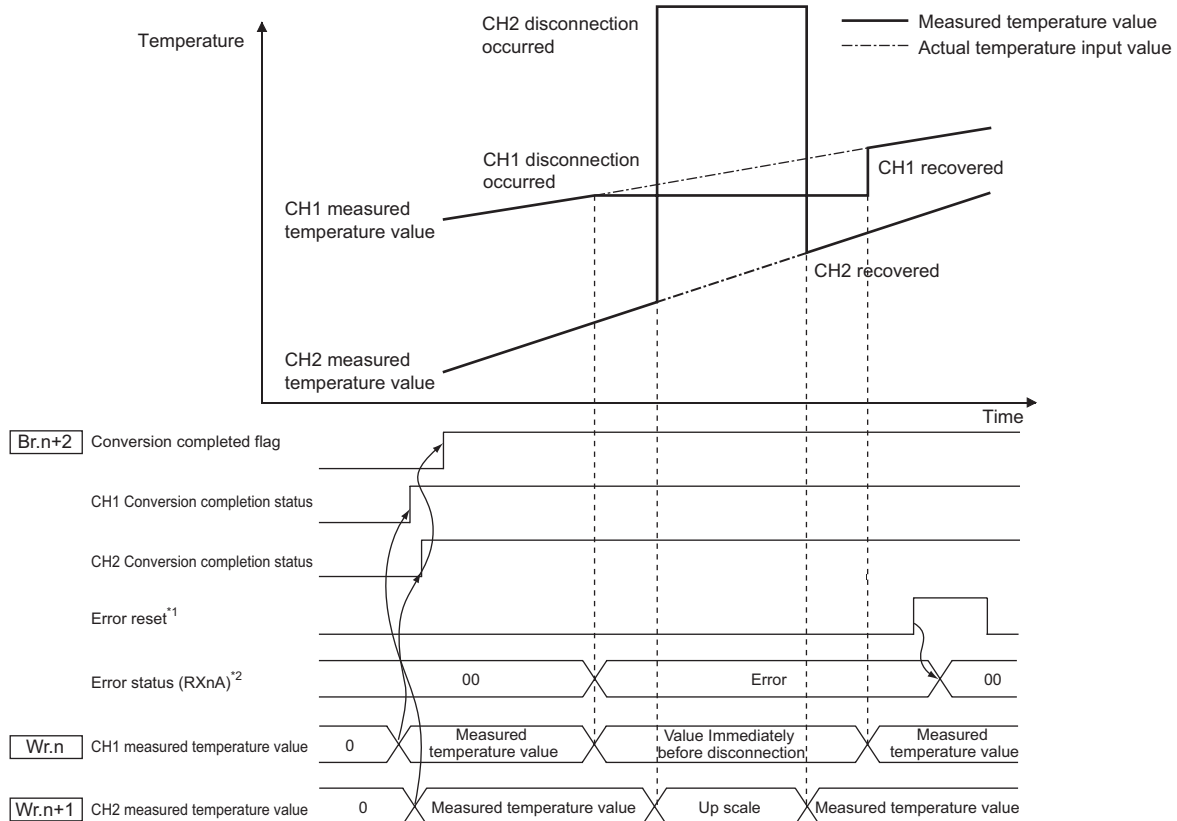 Temperature
CH2 disconnection
occurred
Measured temperature value
Actual temperature input value
CH1 disconnection
occurred
CH1 recovered
CH1 measured
temperature value
CH2 recovered
CH2 measured
temperature value
Time
Br.n+2 Conversion completed flag
CH1 Conversion completion status
CH2 Conversion completion status
Error reset*1
Error status (RXnA)*2 00 Error 00
Wr.n CH1 measured temperature value 0 Measured
temperature value Value Immediately
before disconnection Measured
temperature value
Wr.n+1 CH2 measured temperature value 0 Measured temperature value Up scale Measured temperature value